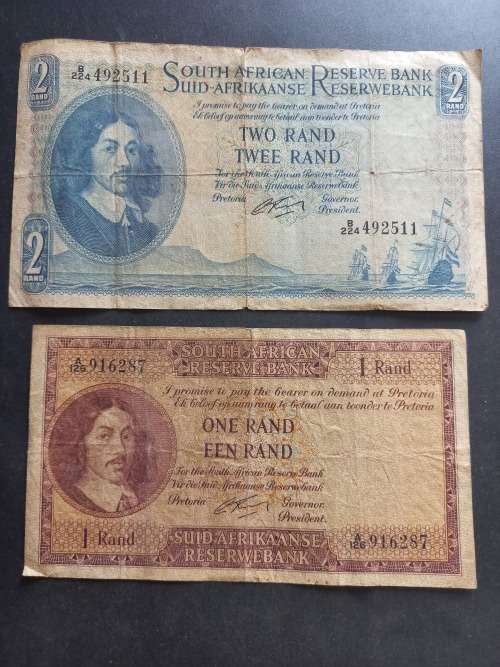 2
RAND
B/224 492511
SOUTH AFRICAN RESERVE BANK
SUID-AFRIKAANSE RESERWEBANK
2
RAND
I promise to pay the bearer on demand at Pretoria
Ek beloof op aanvraag te betaal aan toonder te Pretoria
TWO RAND
TWEE RAND
For the South African Reserve Bank
Vir die Suid-Afrikaanse Reserwebank
Pretoria Governor.
President.
B/224 492511
2
RAND
A/126 916287
SOUTH AFRICAN
RESERVE BANK
1 Rand
I promise to pay the bearer on demand at Pretoria
Ek beloof op aanvraag te betaal aan toonder te Pretoria
ONE RAND
EEN RAND
For the South African Reserve Bank
Vir die Suid-Afrikaanse Reserwebank
Pretoria Governor.
President.
1 Rand
SUID-AFRIKAANSE
RESERWEBANK
A/126 916287